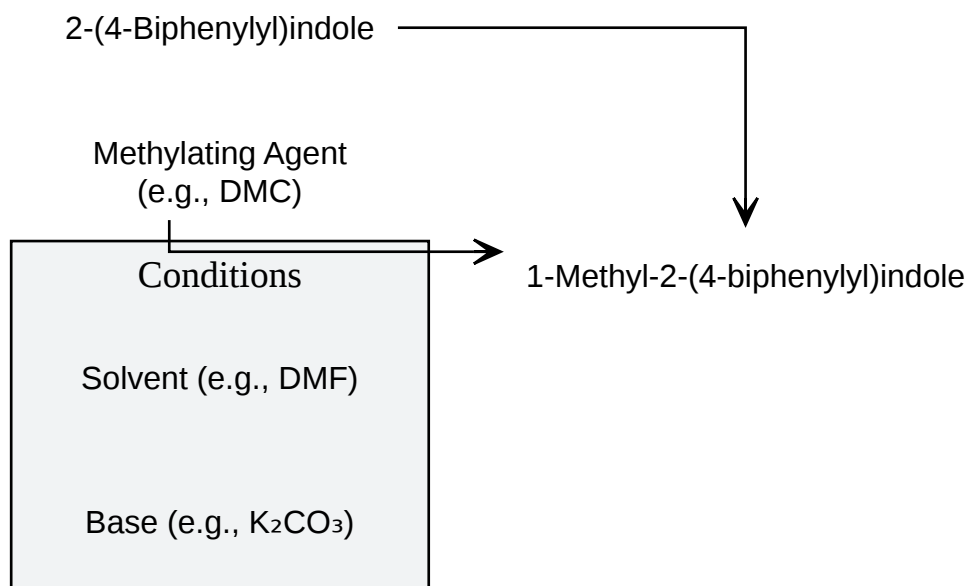 2-(4-Biphenylyl)indole
Methylating Agent
(e.g., DMC)
Conditions
1-Methyl-2-(4-biphenylyl)indole
Solvent (e.g., DMF)
Base (e.g., K₂CO₃)